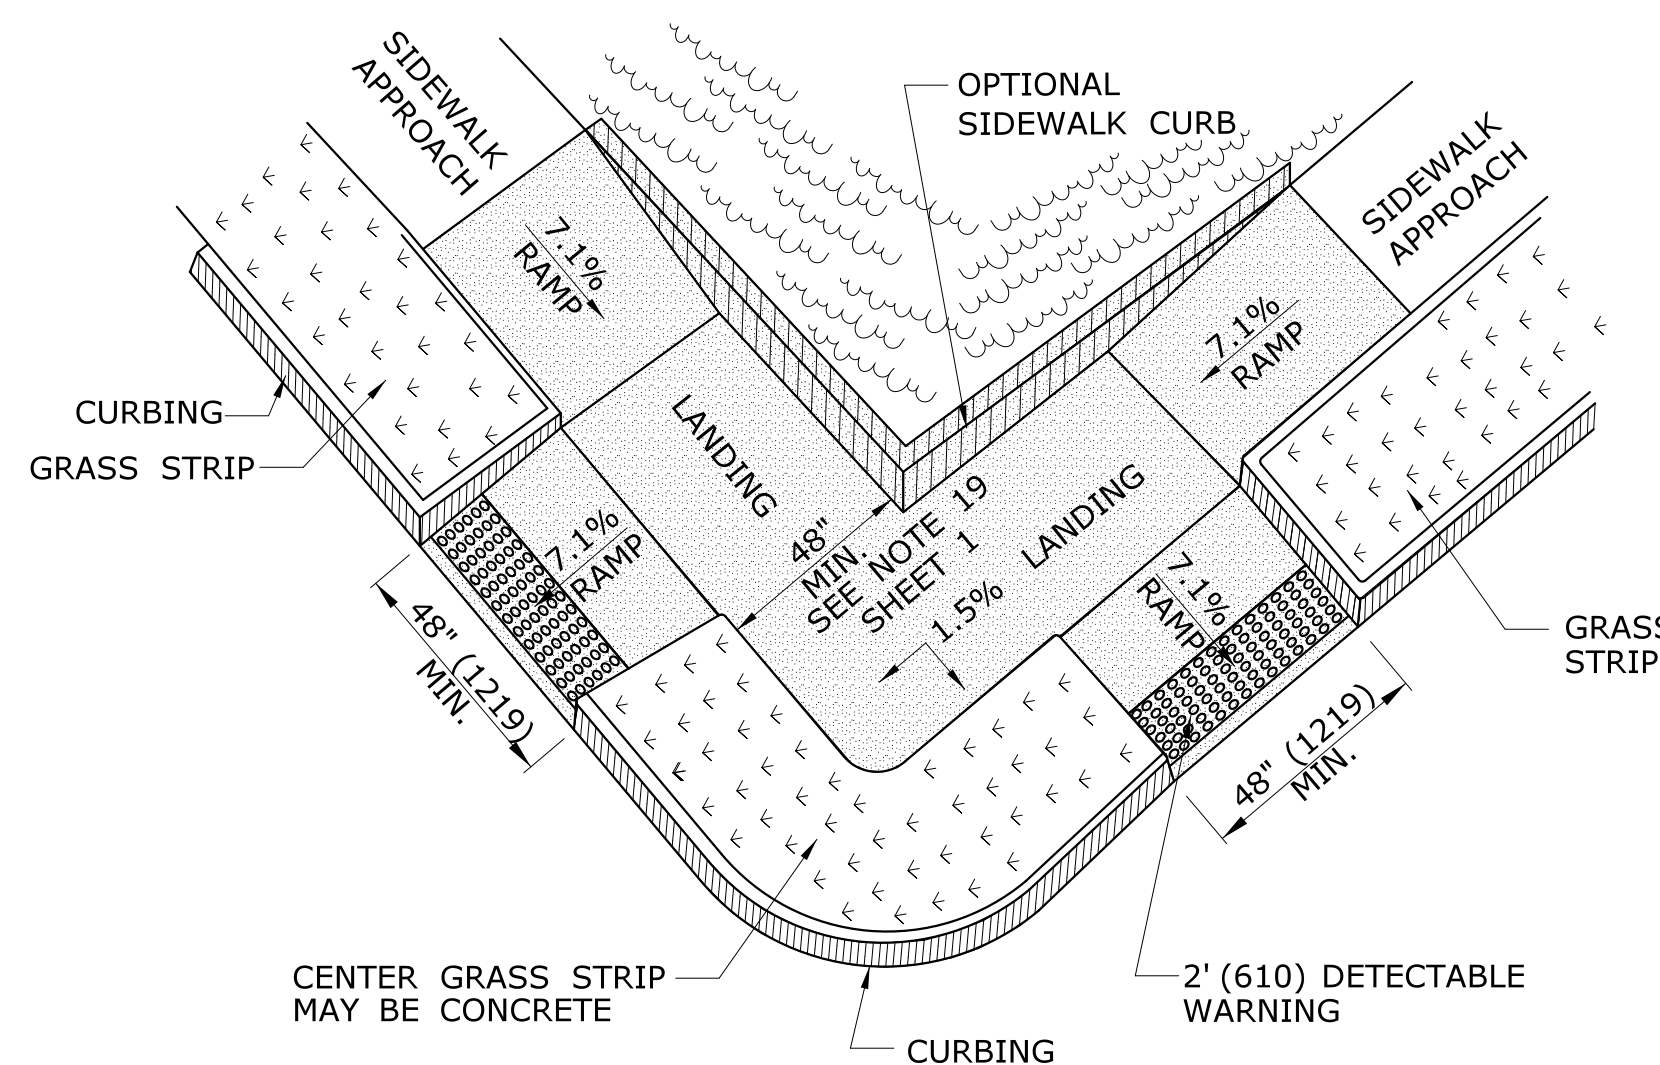 SIDEWALK
APPROACH
OPTIONAL
SIDEWALK CURB
SIDEWALK
APPROACH
7.1%
RAMP
7.1%
RAMP
CURBING
GRASS STRIP
LANDING
LANDING
48"
MIN.
SEE NOTE 19
SHEET 1
1.5%
7.1%
RAMP
7.1%
RAMP
48" (1219)
MIN.
GRASS
STRIP
48" (1219)
MIN.
CENTER GRASS STRIP
MAY BE CONCRETE
2' (610) DETECTABLE
WARNING
CURBING